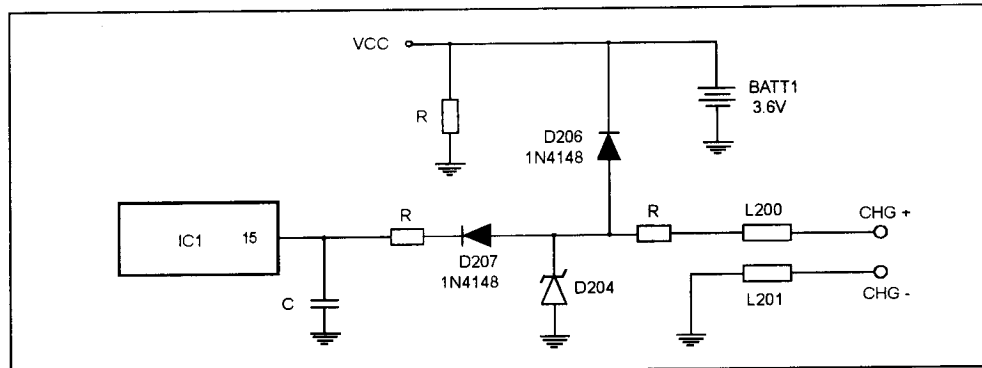 VCC
BATT1
3.6V
R
D206
1N4148
L200
CHG +
R
R
IC1 15
D207
1N4148
D204
L201
CHG -
C